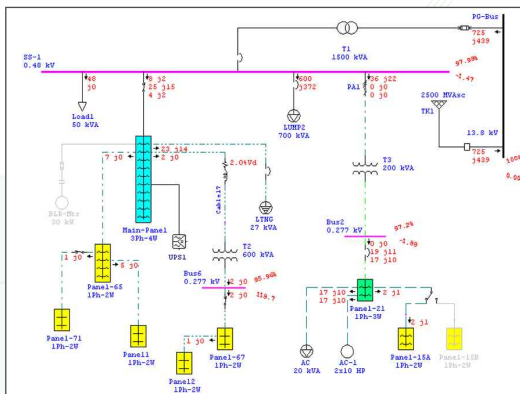 PG-Bus
725
j439
T1
1500 kVA
SS-1
0.48 kV
97.99%
-1.47
48
j0
8 j2
25 j15
4 j2
600
j372
36 j22
0 j0
0 j0
PA1
2500 MVAsc
TK1
Load1
50 kVA
LUMP2
700 kVA
13.8 kV
725
j439
23 j14
7 j0
2 j0
2.04Vd
T3
200 kVA
Cable17
30 kW
Main-Panel
3Ph-4W
LTNG
27 kVA
97.2%
Bus2
0.277 kV
-1.89
0 j0
19 j11
17 j10
UPS1
T2
600 kVA
1 j0
5 j0
Panel-65
1Ph-2W
Bus6
0.277 kV
95.96%
2 j0
2 j0
17 j10
17 j10
2 j1
Panel-21
1Ph-3W
Panel-71
1Ph-2W
Panel1
1Ph-2W
1 j0
Panel-67
1Ph-2W
Panel2
1Ph-2W
AC
20 kVA
AC-1
2x10 HP
2 j1
Panel-15A
1Ph-2W
Panel-15B
1Ph-2W